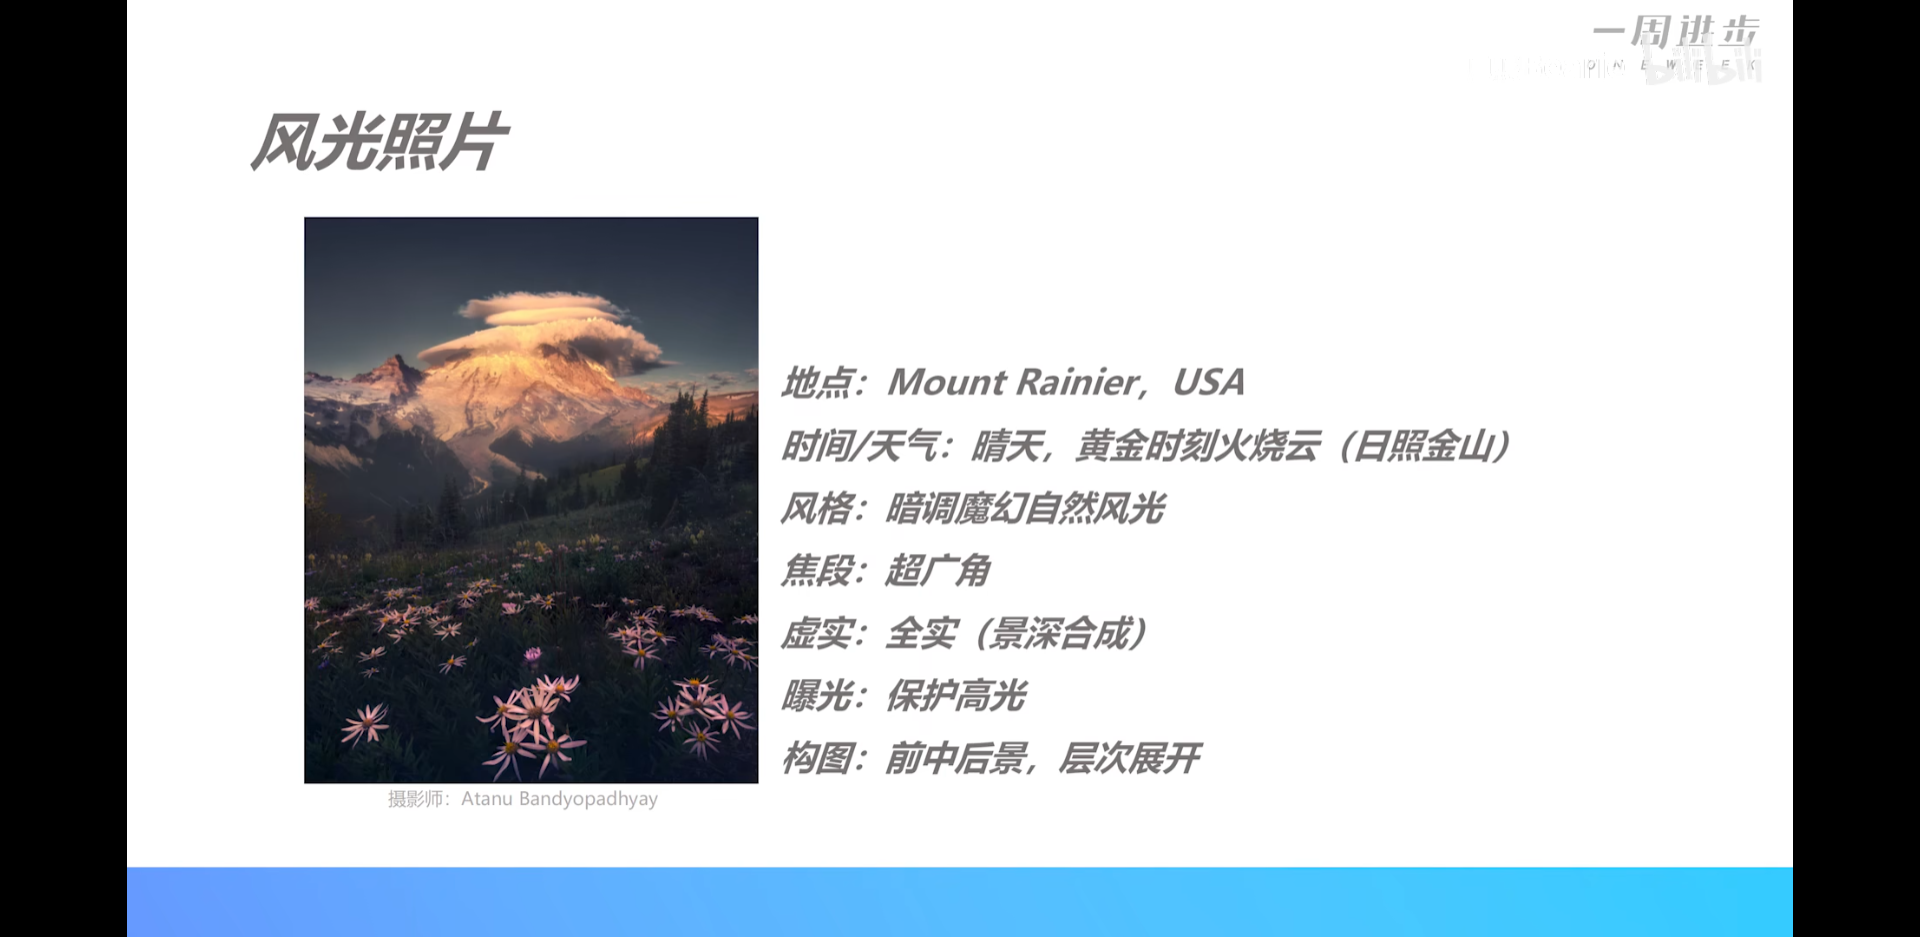 一周进步
ONE WEEK
bilibili
风光照片
地点：Mount Rainier，USA
时间/天气：晴天，黄金时刻火烧云（日照金山）
风格：暗调魔幻自然风光
焦段：超广角
虚实：全实（景深合成）
曝光：保护高光
构图：前中后景，层次展开
摄影师：Atanu Bandyopadhyay